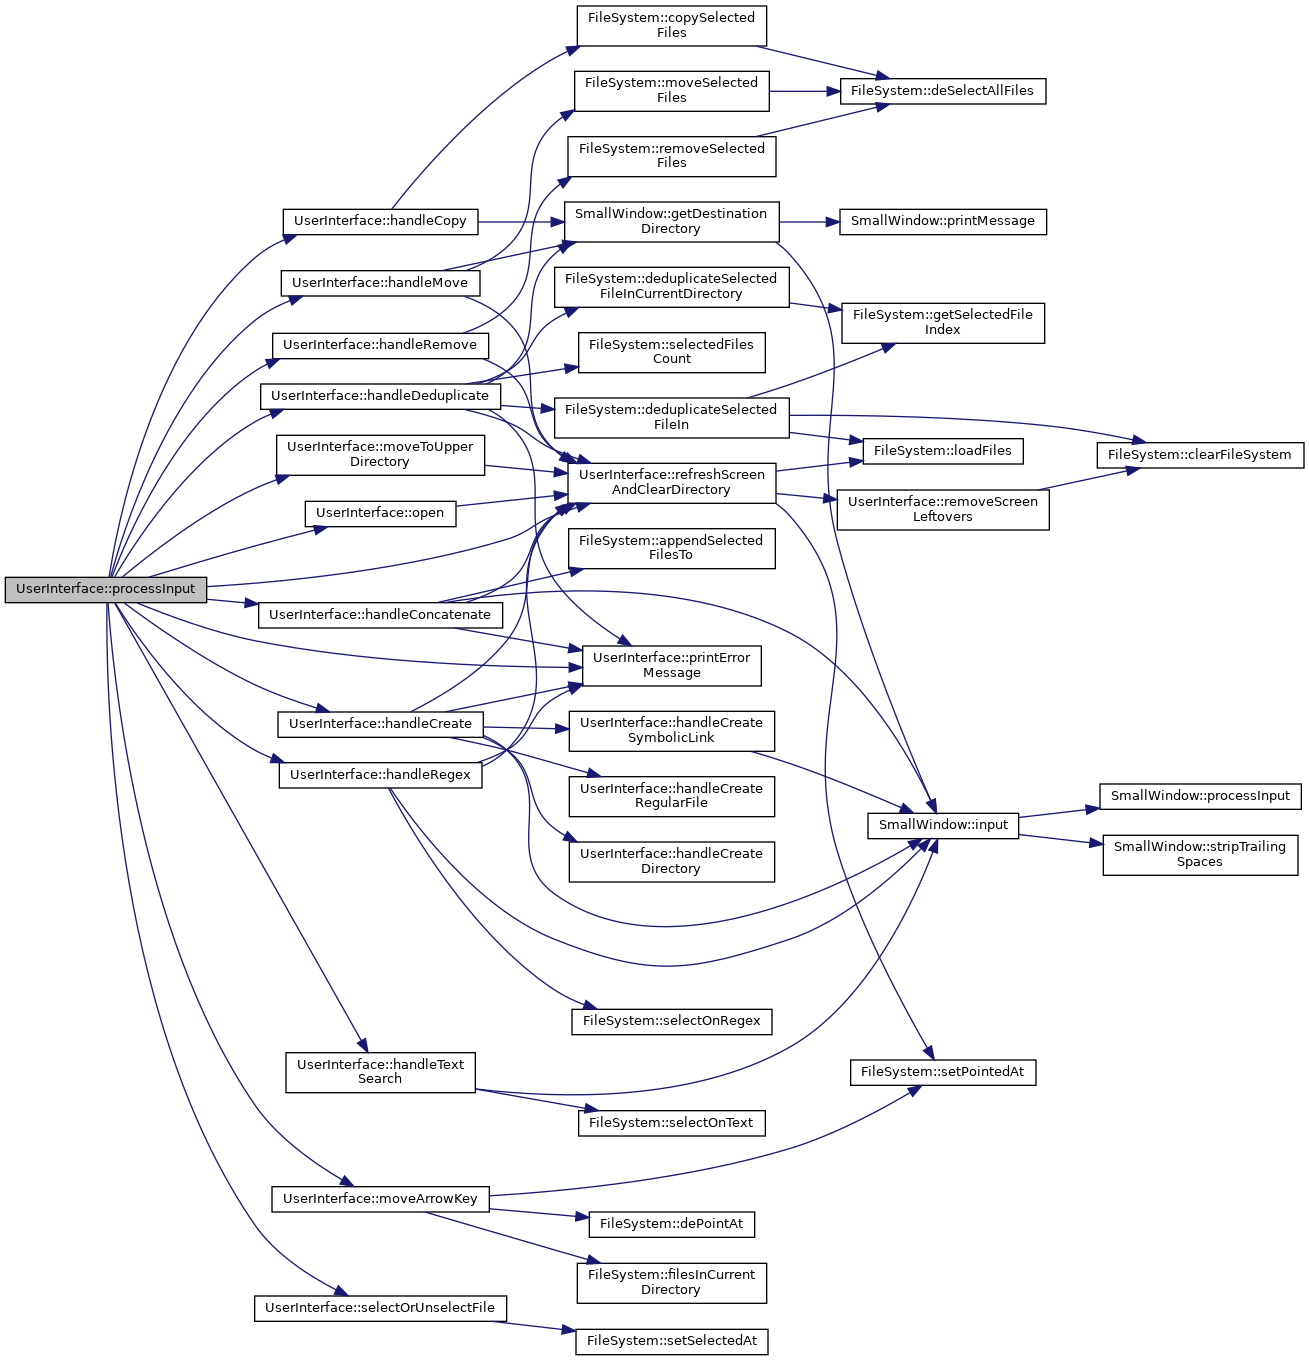 FileSystem::copySelected
Files
FileSystem::moveSelected
Files
FileSystem::deSelectAllFiles
FileSystem::removeSelected
Files
UserInterface::handleCopy
SmallWindow::getDestination
Directory
SmallWindow::printMessage
UserInterface::handleMove
FileSystem::deduplicateSelected
FileInCurrentDirectory
FileSystem::getSelectedFile
Index
UserInterface::handleRemove
FileSystem::selectedFiles
Count
UserInterface::handleDeduplicate
FileSystem::deduplicateSelected
FileIn
UserInterface::moveToUpper
Directory
FileSystem::loadFiles
FileSystem::clearFileSystem
UserInterface::refreshScreen
AndClearDirectory
UserInterface::removeScreen
Leftovers
UserInterface::open
FileSystem::appendSelected
FilesTo
UserInterface::processInput
UserInterface::handleConcatenate
UserInterface::printError
Message
UserInterface::handleCreate
UserInterface::handleCreate
SymbolicLink
UserInterface::handleRegex
UserInterface::handleCreate
RegularFile
SmallWindow::processInput
SmallWindow::input
SmallWindow::stripTrailing
Spaces
UserInterface::handleCreate
Directory
FileSystem::selectOnRegex
UserInterface::handleText
Search
FileSystem::setPointedAt
FileSystem::selectOnText
UserInterface::moveArrowKey
FileSystem::dePointAt
FileSystem::filesInCurrent
Directory
UserInterface::selectOrUnselectFile
FileSystem::setSelectedAt